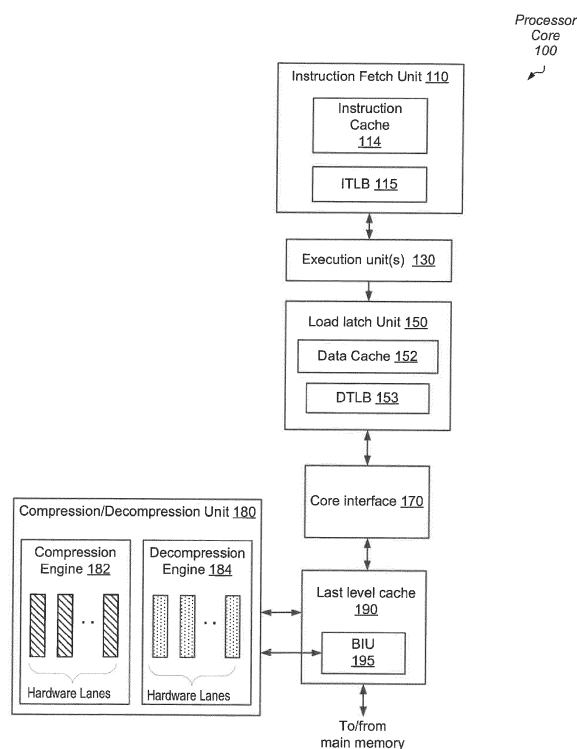 Processor
Core
100
Instruction Fetch Unit 110
Instruction
Cache
114
ITLB 115
Execution unit(s) 130
Load latch Unit 150
Data Cache 152
DTLB 153
Core interface 170
Compression/Decompression Unit 180
Compression
Engine 182
Decompression
Engine 184
Hardware Lanes
Hardware Lanes
Last level cache
190
BIU
195
To/from
main memory